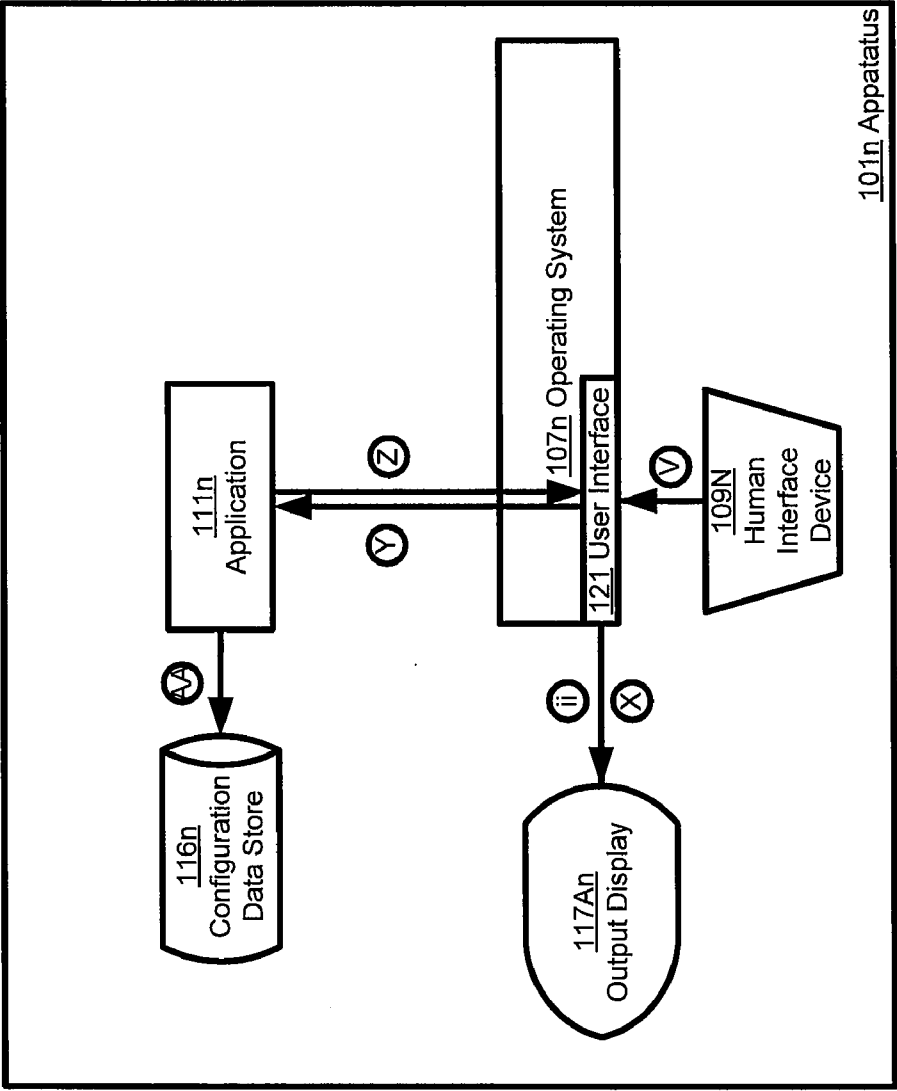 116n
Configuration
Data Store
AA
111n
Application
Y
Z
107n Operating System
121 User Interface
ii
X
117An
Output Display
V
109N
Human
Interface
Device
101n Appatatus